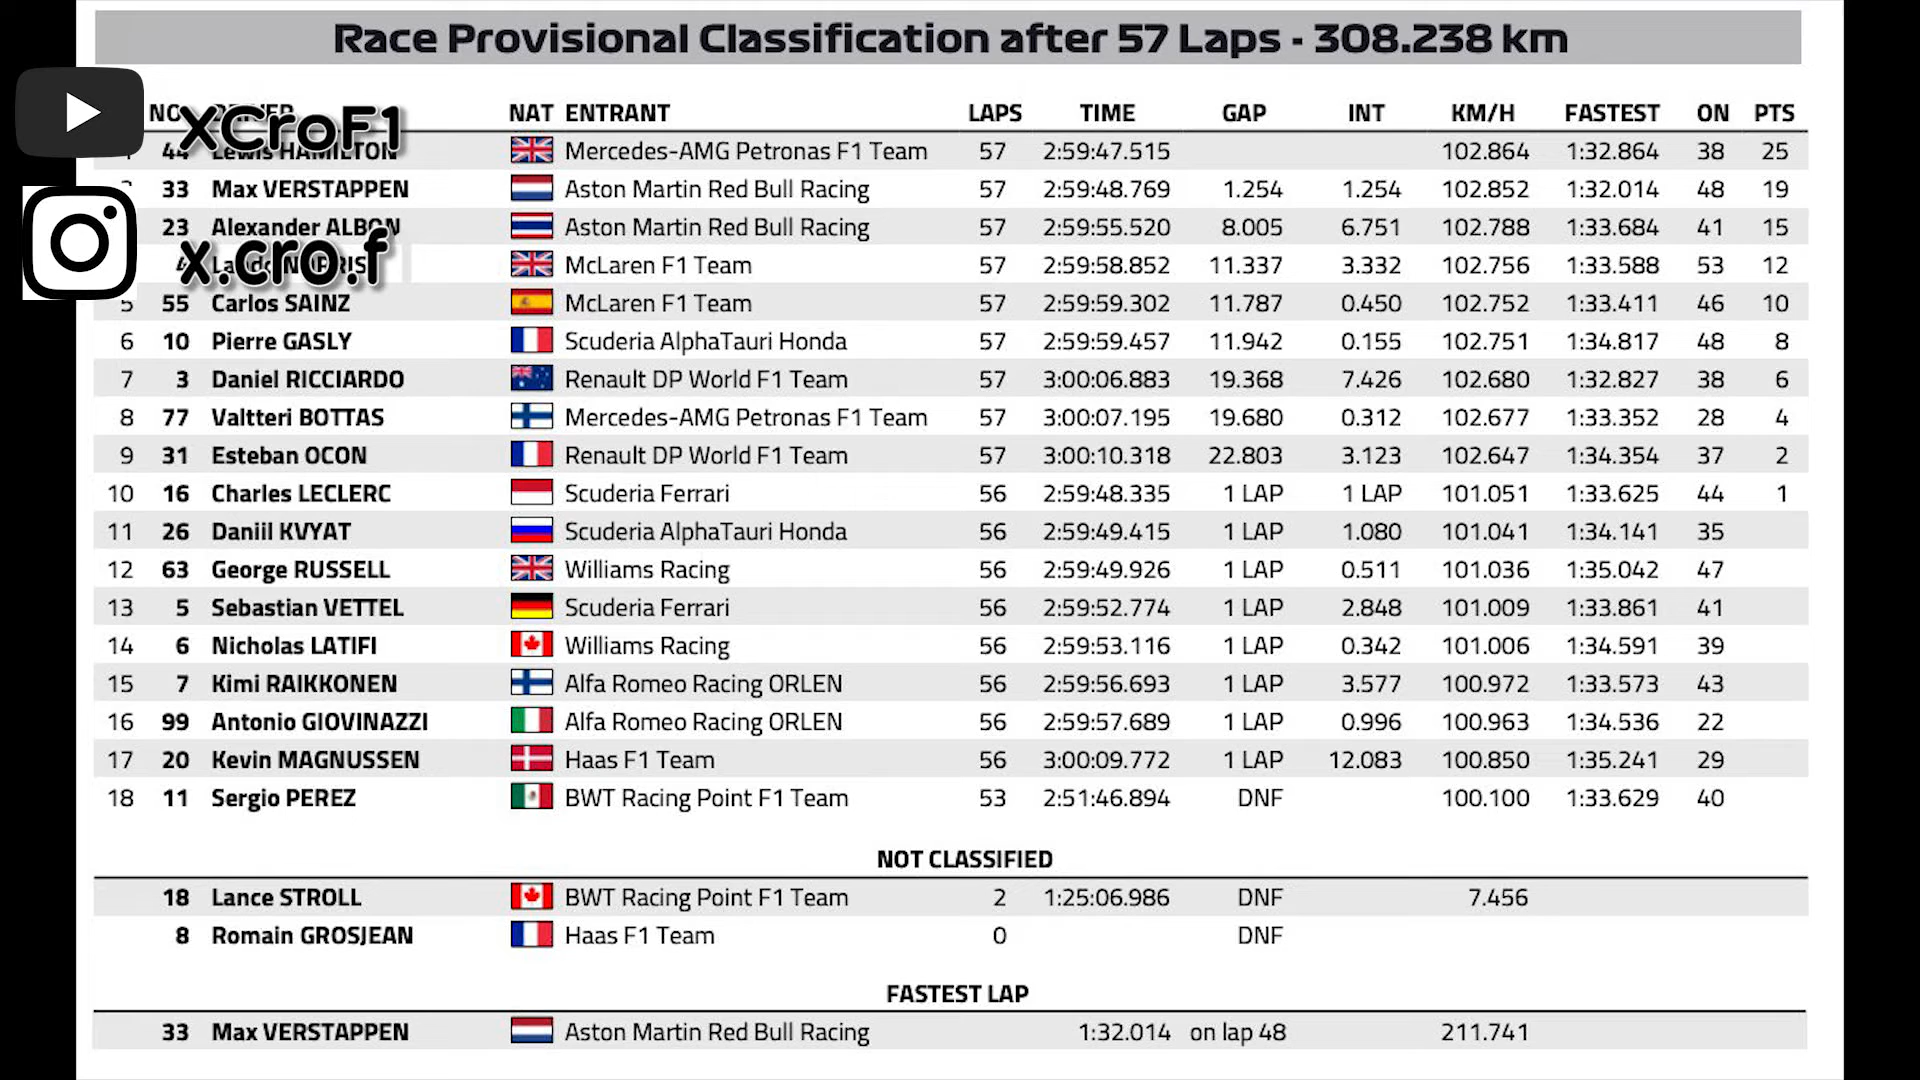 Race Provisional Classification after 57 Laps - 308.238 km
NO DRIVER NAT ENTRANT LAPS TIME GAP INT KM/H FASTEST ON PTS
XCroF1
44 Lewis HAMILTON Mercedes-AMG Petronas F1 Team 57 2:59:47.515 102.864 1:32.864 38 25
33 Max VERSTAPPEN Aston Martin Red Bull Racing 57 2:59:48.769 1.254 1.254 102.852 1:32.014 48 19
23 Alexander ALBON Aston Martin Red Bull Racing 57 2:59:55.520 8.005 6.751 102.788 1:33.684 41 15
x.cro.f
4 Lando NORRIS McLaren F1 Team 57 2:59:58.852 11.337 3.332 102.756 1:33.588 53 12
5 55 Carlos SAINZ McLaren F1 Team 57 2:59:59.302 11.787 0.450 102.752 1:33.411 46 10
6 10 Pierre GASLY Scuderia AlphaTauri Honda 57 2:59:59.457 11.942 0.155 102.751 1:34.817 48 8
7 3 Daniel RICCIARDO Renault DP World F1 Team 57 3:00:06.883 19.368 7.426 102.680 1:32.827 38 6
8 77 Valtteri BOTTAS Mercedes-AMG Petronas F1 Team 57 3:00:07.195 19.680 0.312 102.677 1:33.352 28 4
9 31 Esteban OCON Renault DP World F1 Team 57 3:00:10.318 22.803 3.123 102.647 1:34.354 37 2
10 16 Charles LECLERC Scuderia Ferrari 56 2:59:48.335 1 LAP 1 LAP 101.051 1:33.625 44 1
11 26 Daniil KVYAT Scuderia AlphaTauri Honda 56 2:59:49.415 1 LAP 1.080 101.041 1:34.141 35
12 63 George RUSSELL Williams Racing 56 2:59:49.926 1 LAP 0.511 101.036 1:35.042 47
13 5 Sebastian VETTEL Scuderia Ferrari 56 2:59:52.774 1 LAP 2.848 101.009 1:33.861 41
14 6 Nicholas LATIFI Williams Racing 56 2:59:53.116 1 LAP 0.342 101.006 1:34.591 39
15 7 Kimi RAIKKONEN Alfa Romeo Racing ORLEN 56 2:59:56.693 1 LAP 3.577 100.972 1:33.573 43
16 99 Antonio GIOVINAZZI Alfa Romeo Racing ORLEN 56 2:59:57.689 1 LAP 0.996 100.963 1:34.536 22
17 20 Kevin MAGNUSSEN Haas F1 Team 56 3:00:09.772 1 LAP 12.083 100.850 1:35.241 29
18 11 Sergio PEREZ BWT Racing Point F1 Team 53 2:51:46.894 DNF 100.100 1:33.629 40
NOT CLASSIFIED
18 Lance STROLL BWT Racing Point F1 Team 2 1:25:06.986 DNF 7.456
8 Romain GROSJEAN Haas F1 Team 0 DNF
FASTEST LAP
33 Max VERSTAPPEN Aston Martin Red Bull Racing 1:32.014 on lap 48 211.741